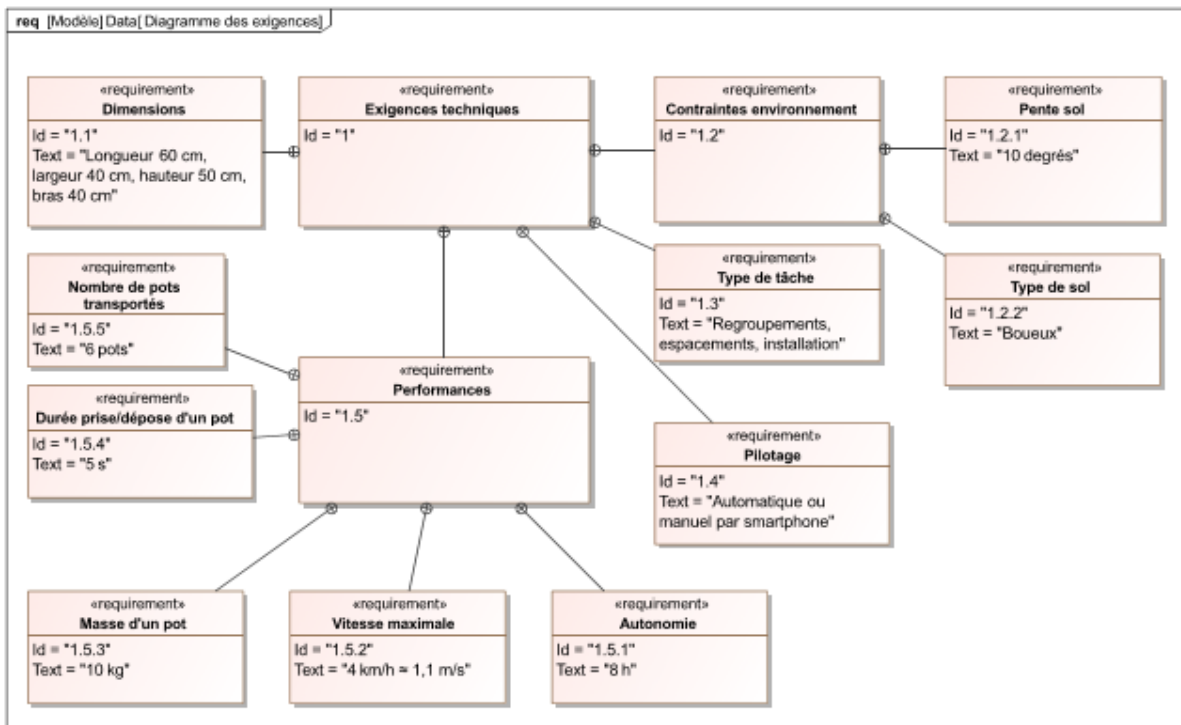 req [Modèle] Data[ Diagramme des exigences]
«requirement»
Dimensions
Id = "1.1"
Text = "Longueur 60 cm,
largeur 40 cm, hauteur 50 cm,
bras 40 cm"
«requirement»
Exigences techniques
Id = "1"
«requirement»
Contraintes environnement
Id = "1.2"
«requirement»
Pente sol
Id = "1.2.1"
Text = "10 degrés"
«requirement»
Nombre de pots
transportés
Id = "1.5.5"
Text = "6 pots"
«requirement»
Type de tâche
Id = "1.3"
Text = "Regroupements,
espacements, installation"
«requirement»
Type de sol
Id = "1.2.2"
Text = "Boueux"
«requirement»
Durée prise/dépose d'un pot
Id = "1.5.4"
Text = "5 s"
«requirement»
Performances
Id = "1.5"
«requirement»
Pilotage
Id = "1.4"
Text = "Automatique ou
manuel par smartphone"
«requirement»
Masse d'un pot
Id = "1.5.3"
Text = "10 kg"
«requirement»
Vitesse maximale
Id = "1.5.2"
Text = "4 km/h ≈ 1,1 m/s"
«requirement»
Autonomie
Id = "1.5.1"
Text = "8 h"